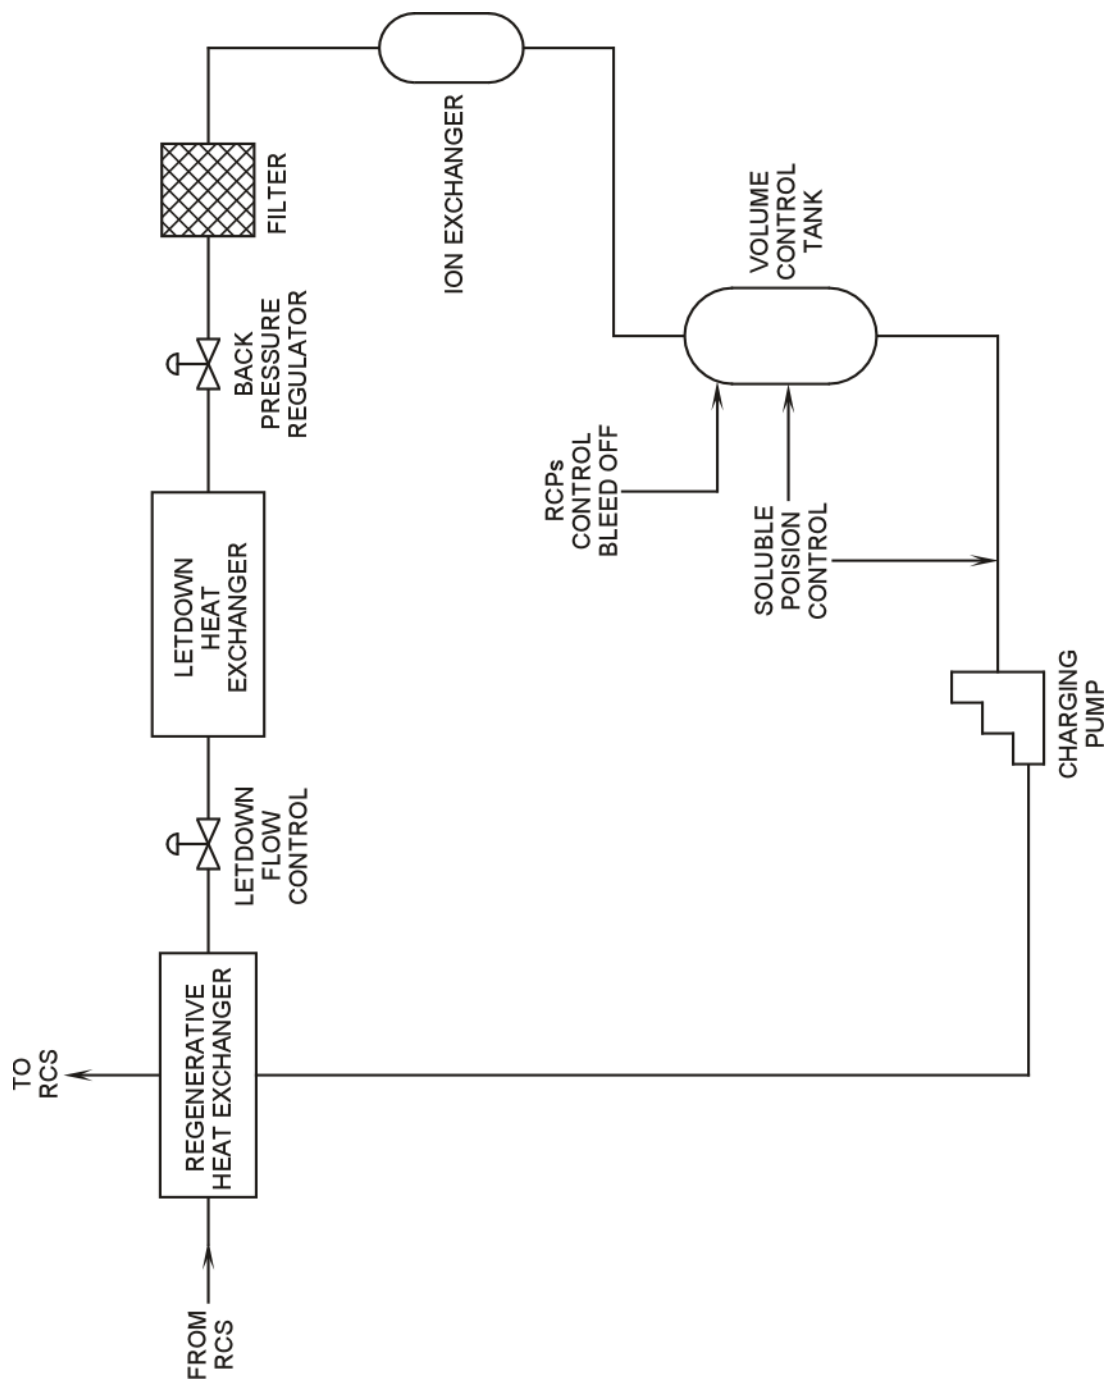 FROM
RCS
TO
RCS
REGENERATIVE
HEAT EXCHANGER
LETDOWN
FLOW
CONTROL
LETDOWN
HEAT
EXCHANGER
BACK
PRESSURE
REGULATOR
FILTER
ION EXCHANGER
VOLUME
CONTROL
TANK
RCPs
CONTROL
BLEED OFF
SOLUBLE
POISION
CONTROL
CHARGING
PUMP